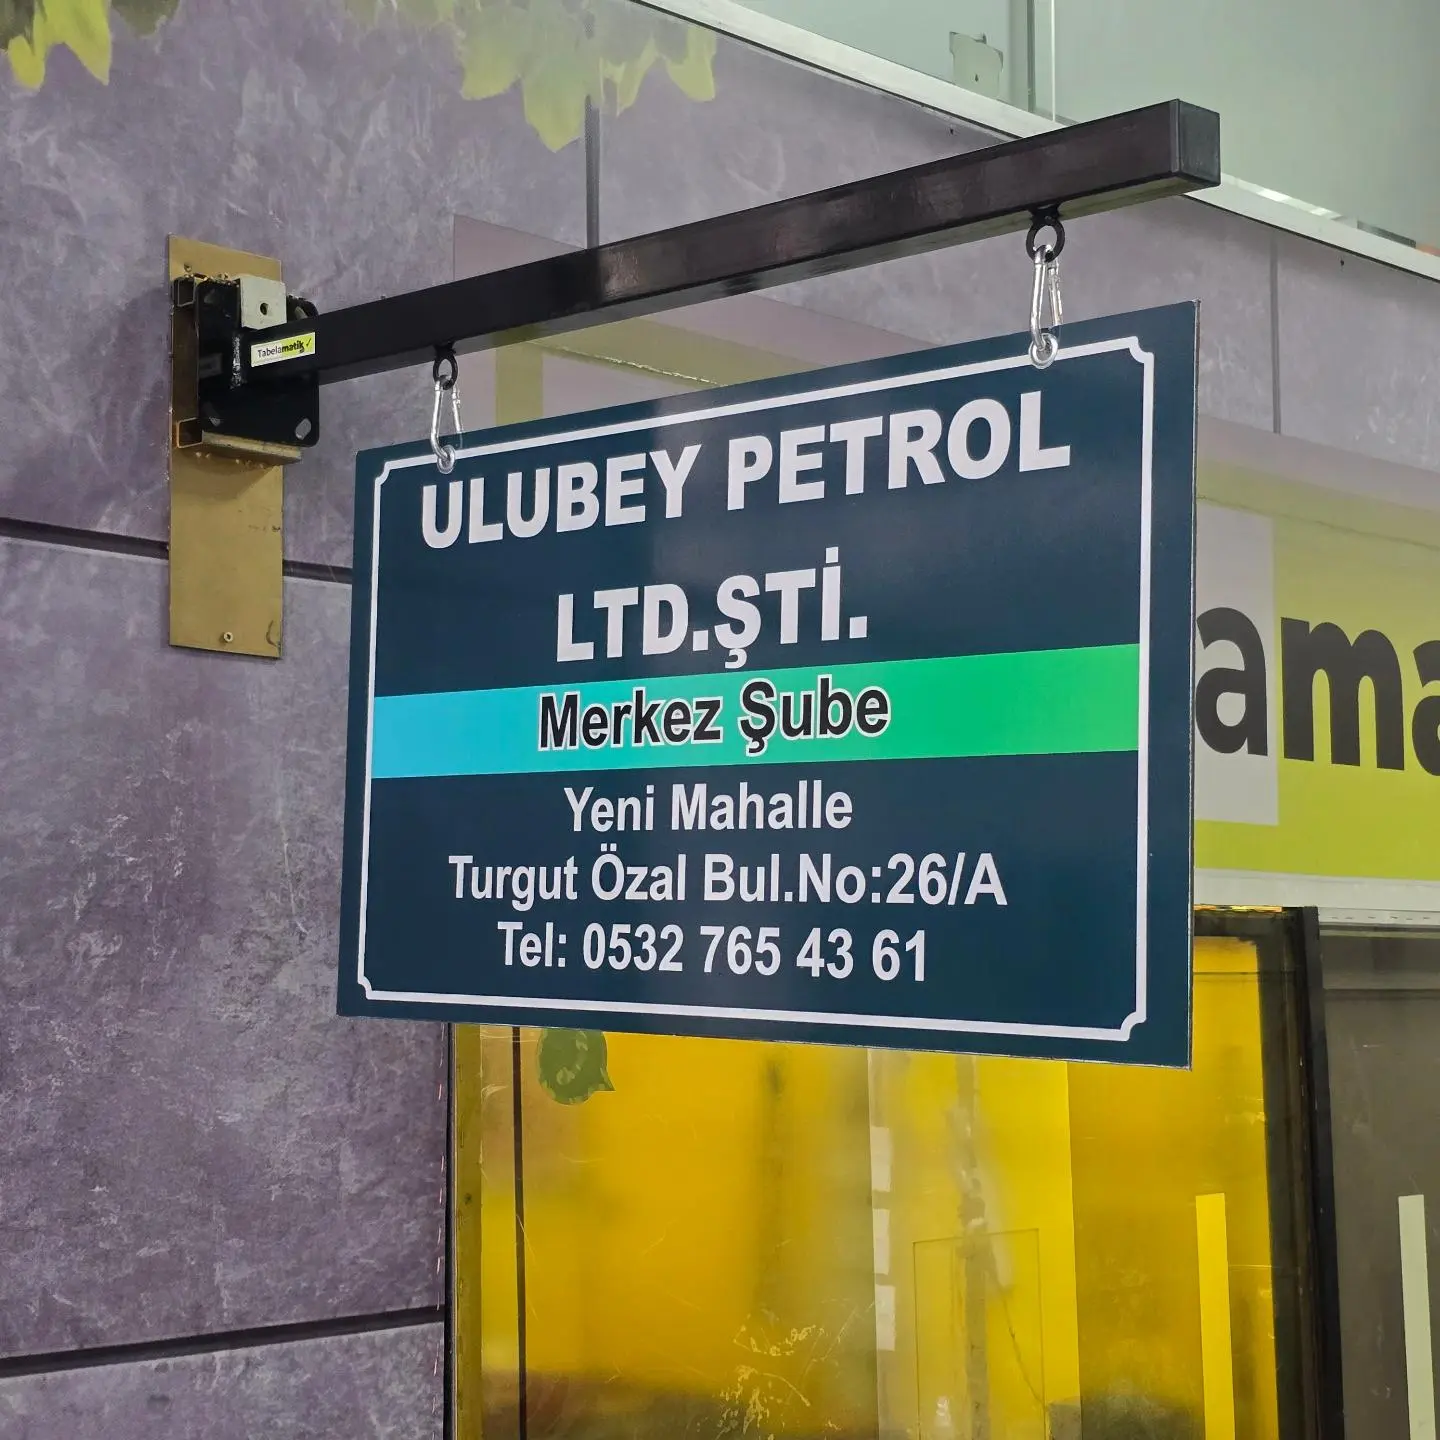 Tabelamatik
ULUBEY PETROL
LTD.ŞTİ.
Merkez Şube
Yeni Mahalle
Turgut Özal Bul.No:26/A
Tel: 0532 765 43 61